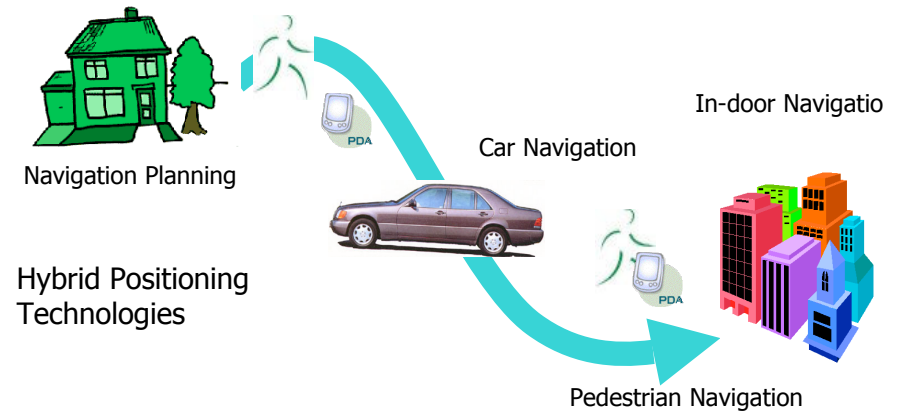 In-door Navigatio
PDA
Car Navigation
Navigation Planning
Hybrid Positioning
Technologies
PDA
Pedestrian Navigation